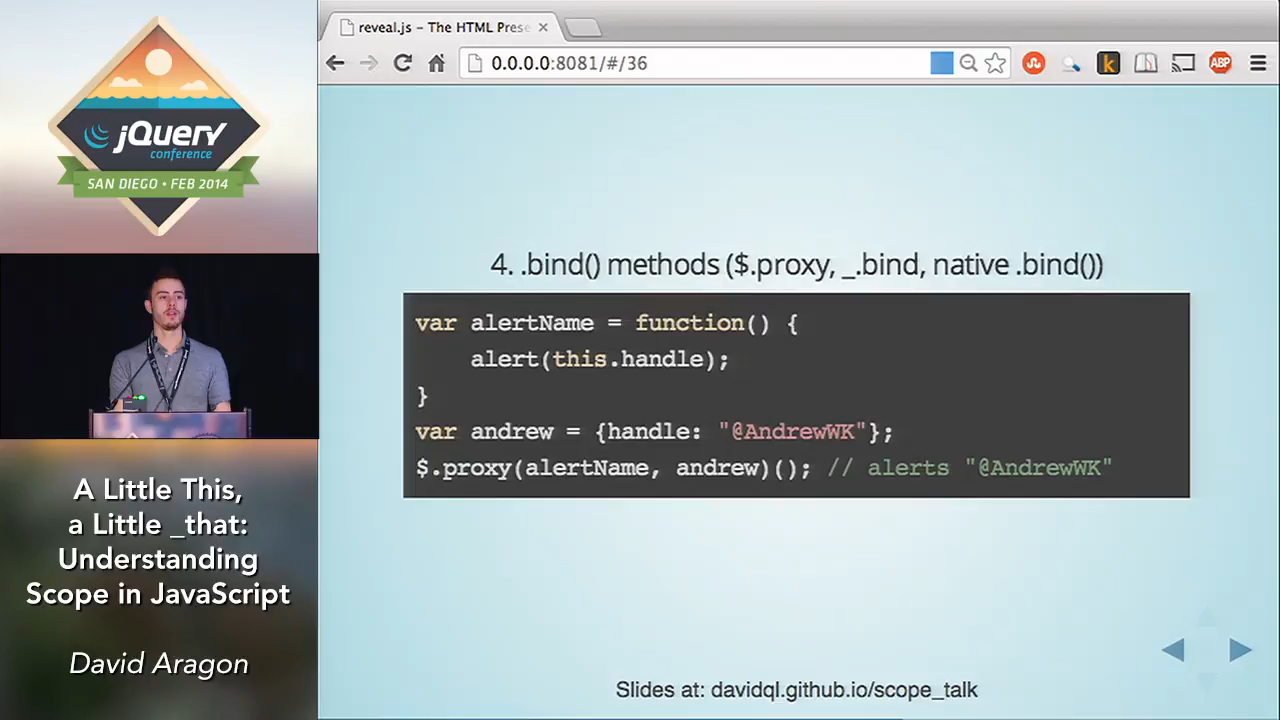 jQuery
conference
SAN DIEGO • FEB 2014
A Little This,
a Little _that:
Understanding
Scope in JavaScript
David Aragon
reveal.js – The HTML Prese
0.0.0.0:8081/#/36
k
ABP
4. .bind() methods ($.proxy, _.bind, native .bind())
var alertName = function() {
    alert(this.handle);
}
var andrew = {handle: "@AndrewWK"};
$.proxy(alertName, andrew)(); // alerts "@AndrewWK"
Slides at: davidql.github.io/scope_talk